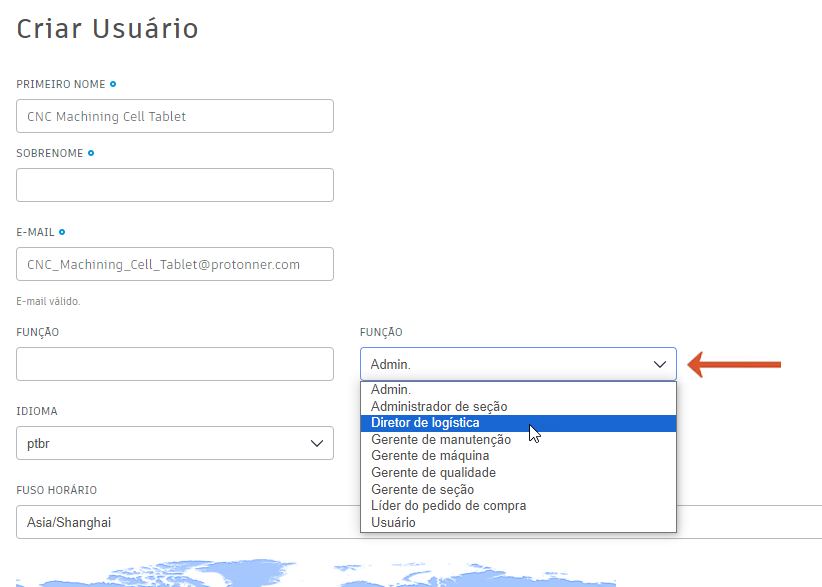 Criar Usuário
PRIMEIRO NOME
CNC Machining Cell Tablet
SOBRENOME
E-MAIL
CNC_Machining_Cell_Tablet@protonner.com
E-mail válido.
FUNÇÃO
FUNÇÃO
Admin.
Admin.
Administrador de seção
Diretor de logística
Gerente de manutenção
Gerente de máquina
Gerente de qualidade
Gerente de seção
Líder do pedido de compra
Usuário
IDIOMA
ptbr
FUSO HORÁRIO
Asia/Shanghai